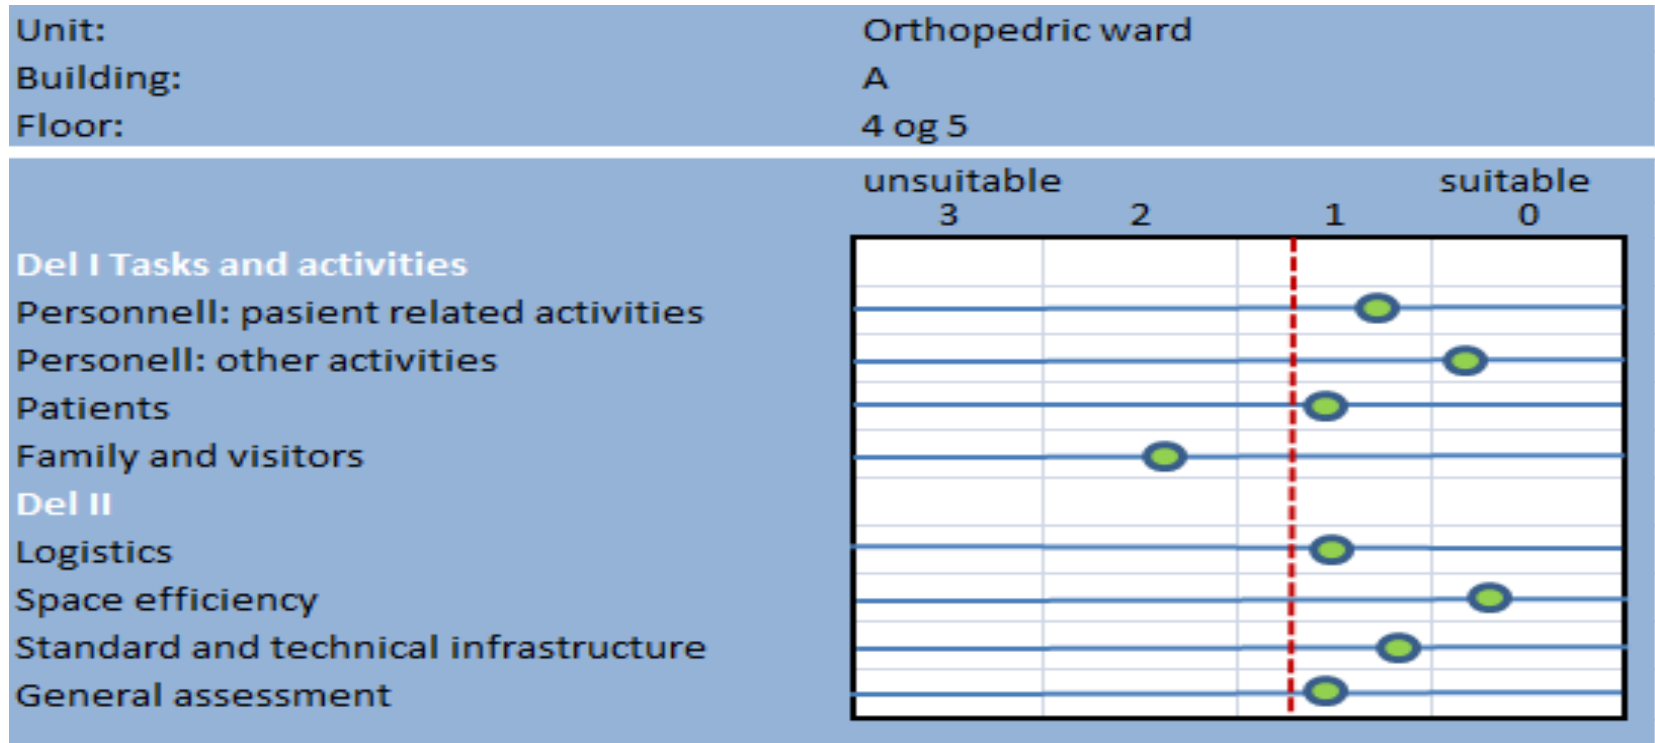 Unit: Orthopedric ward
Building: A
Floor: 4 og 5
unsuitable suitable
3 2 1 0
Del I Tasks and activities
Personnell: pasient related activities
Personell: other activities
Patients
Family and visitors
Del II
Logistics
Space efficiency
Standard and technical infrastructure
General assessment